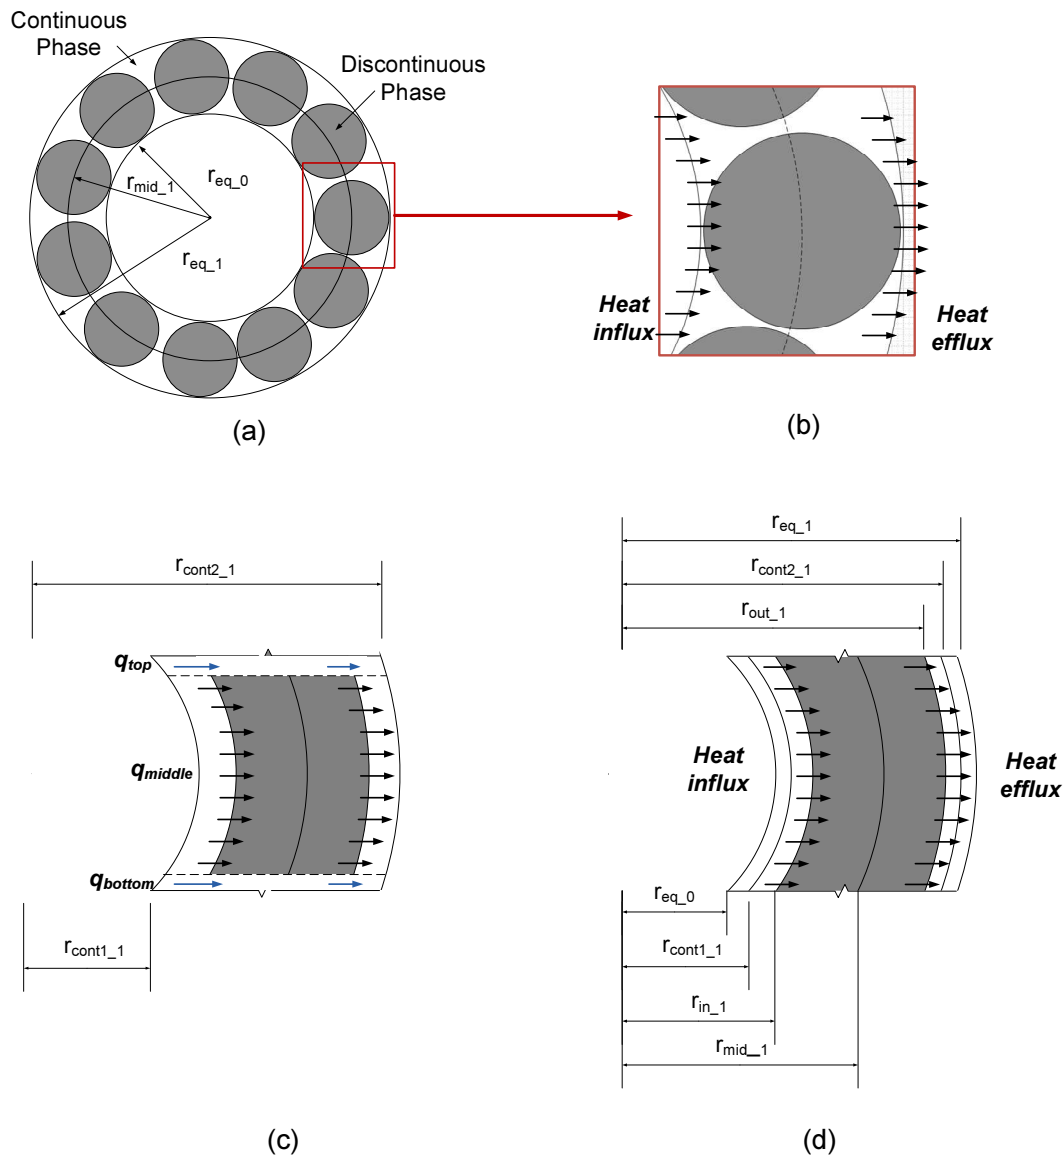 Continuous
Phase
Discontinuous
Phase
r_eq_0
r_mid_1
r_eq_1
(a)
Heat
influx
Heat
efflux
(b)
r_cont2_1
q_top
q_middle
q_bottom
r_cont1_1
(c)
r_eq_1
r_cont2_1
r_out_1
Heat
influx
Heat
efflux
r_eq_0
r_cont1_1
r_in_1
r_mid_1
(d)